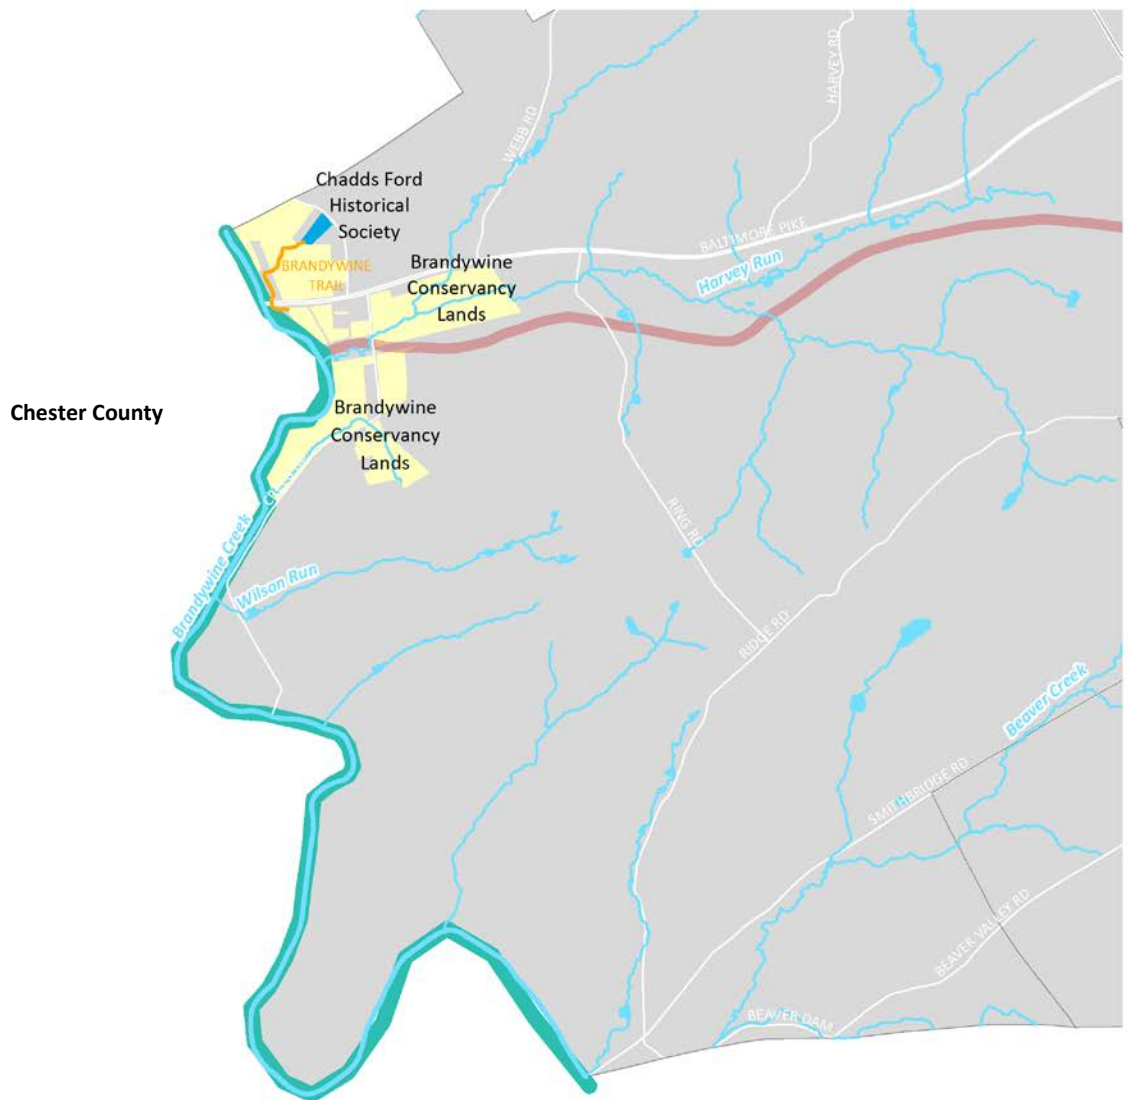 WEBB RD
HARVEY RD
Chadds Ford
Historical
Society
BALTIMORE PIKE
BRANDYWINE
TRAIL
Brandywine
Conservancy
Lands
Harvey Run
Chester County
Brandywine
Conservancy
Lands
RING RD
Brandywine Creek
Wilson Run
RIDGE RD
Beaver Creek
SMITHBRIDGE RD
BEAVER VALLEY RD
BEAVER DAM